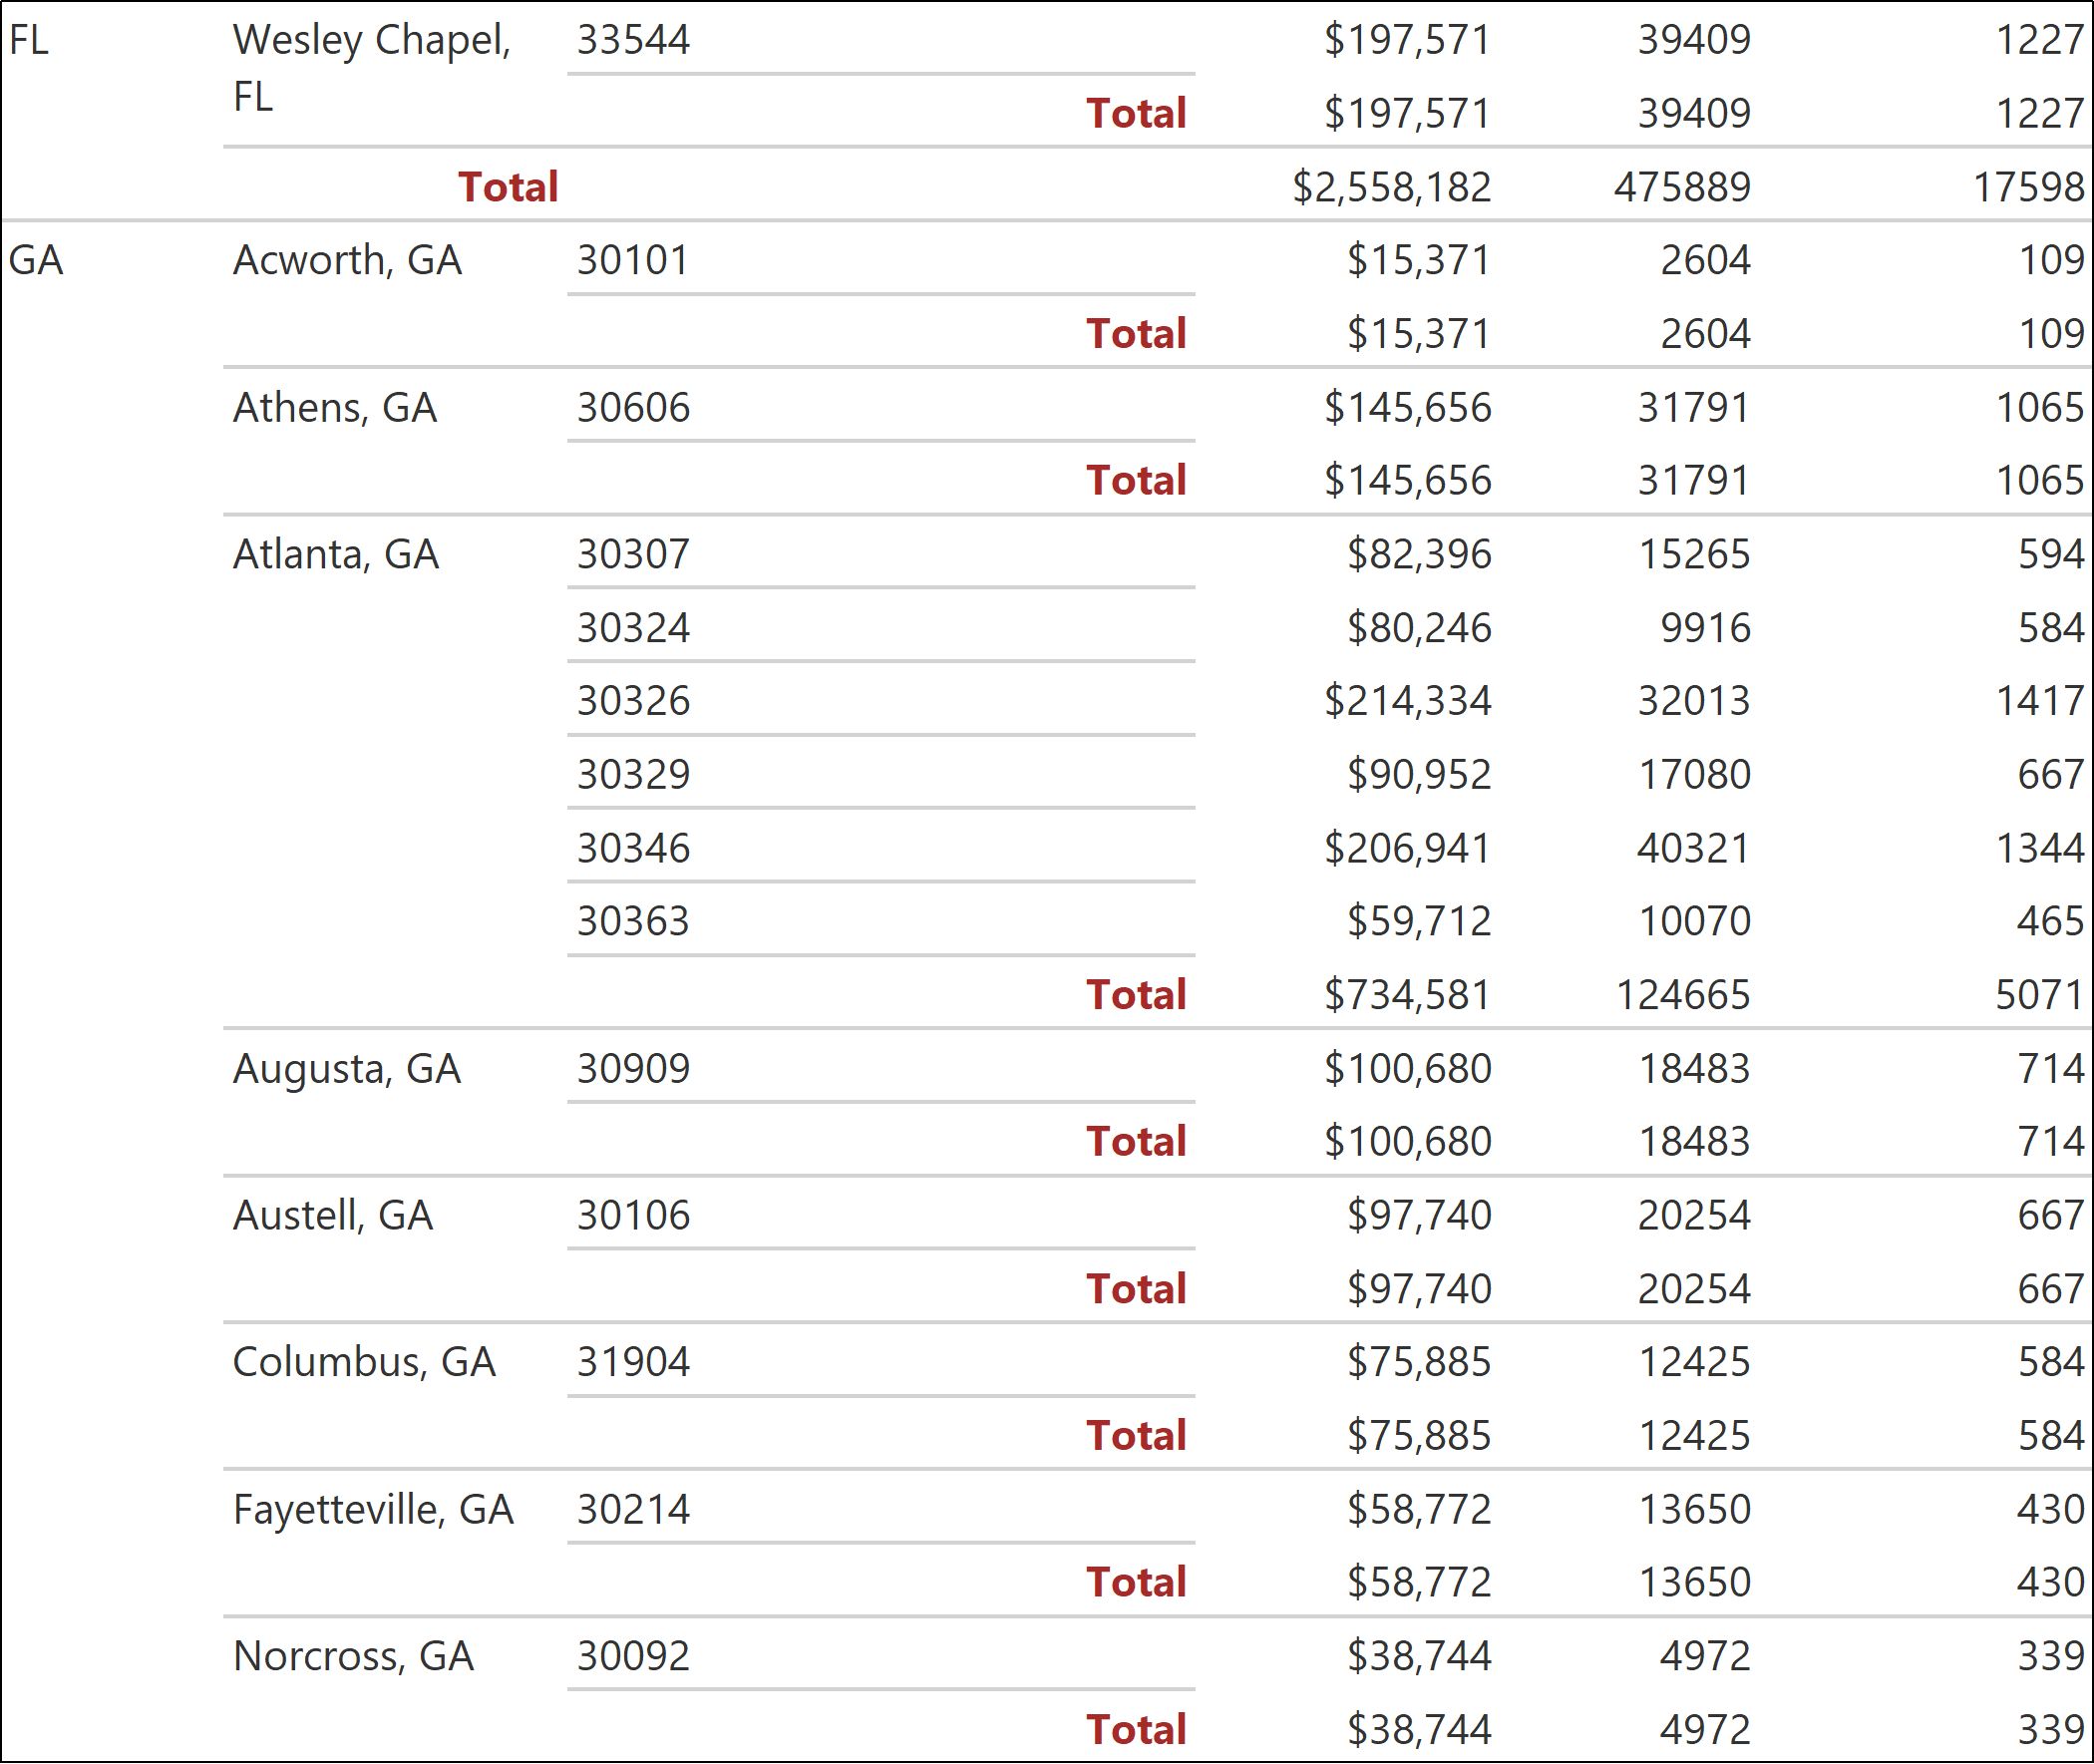 FL Wesley Chapel, 33544 $197,571 39409 1227
FL
Total $197,571 39409 1227
Total $2,558,182 475889 17598
GA Acworth, GA 30101 $15,371 2604 109
Total $15,371 2604 109
Athens, GA 30606 $145,656 31791 1065
Total $145,656 31791 1065
Atlanta, GA 30307 $82,396 15265 594
30324 $80,246 9916 584
30326 $214,334 32013 1417
30329 $90,952 17080 667
30346 $206,941 40321 1344
30363 $59,712 10070 465
Total $734,581 124665 5071
Augusta, GA 30909 $100,680 18483 714
Total $100,680 18483 714
Austell, GA 30106 $97,740 20254 667
Total $97,740 20254 667
Columbus, GA 31904 $75,885 12425 584
Total $75,885 12425 584
Fayetteville, GA 30214 $58,772 13650 430
Total $58,772 13650 430
Norcross, GA 30092 $38,744 4972 339
Total $38,744 4972 339